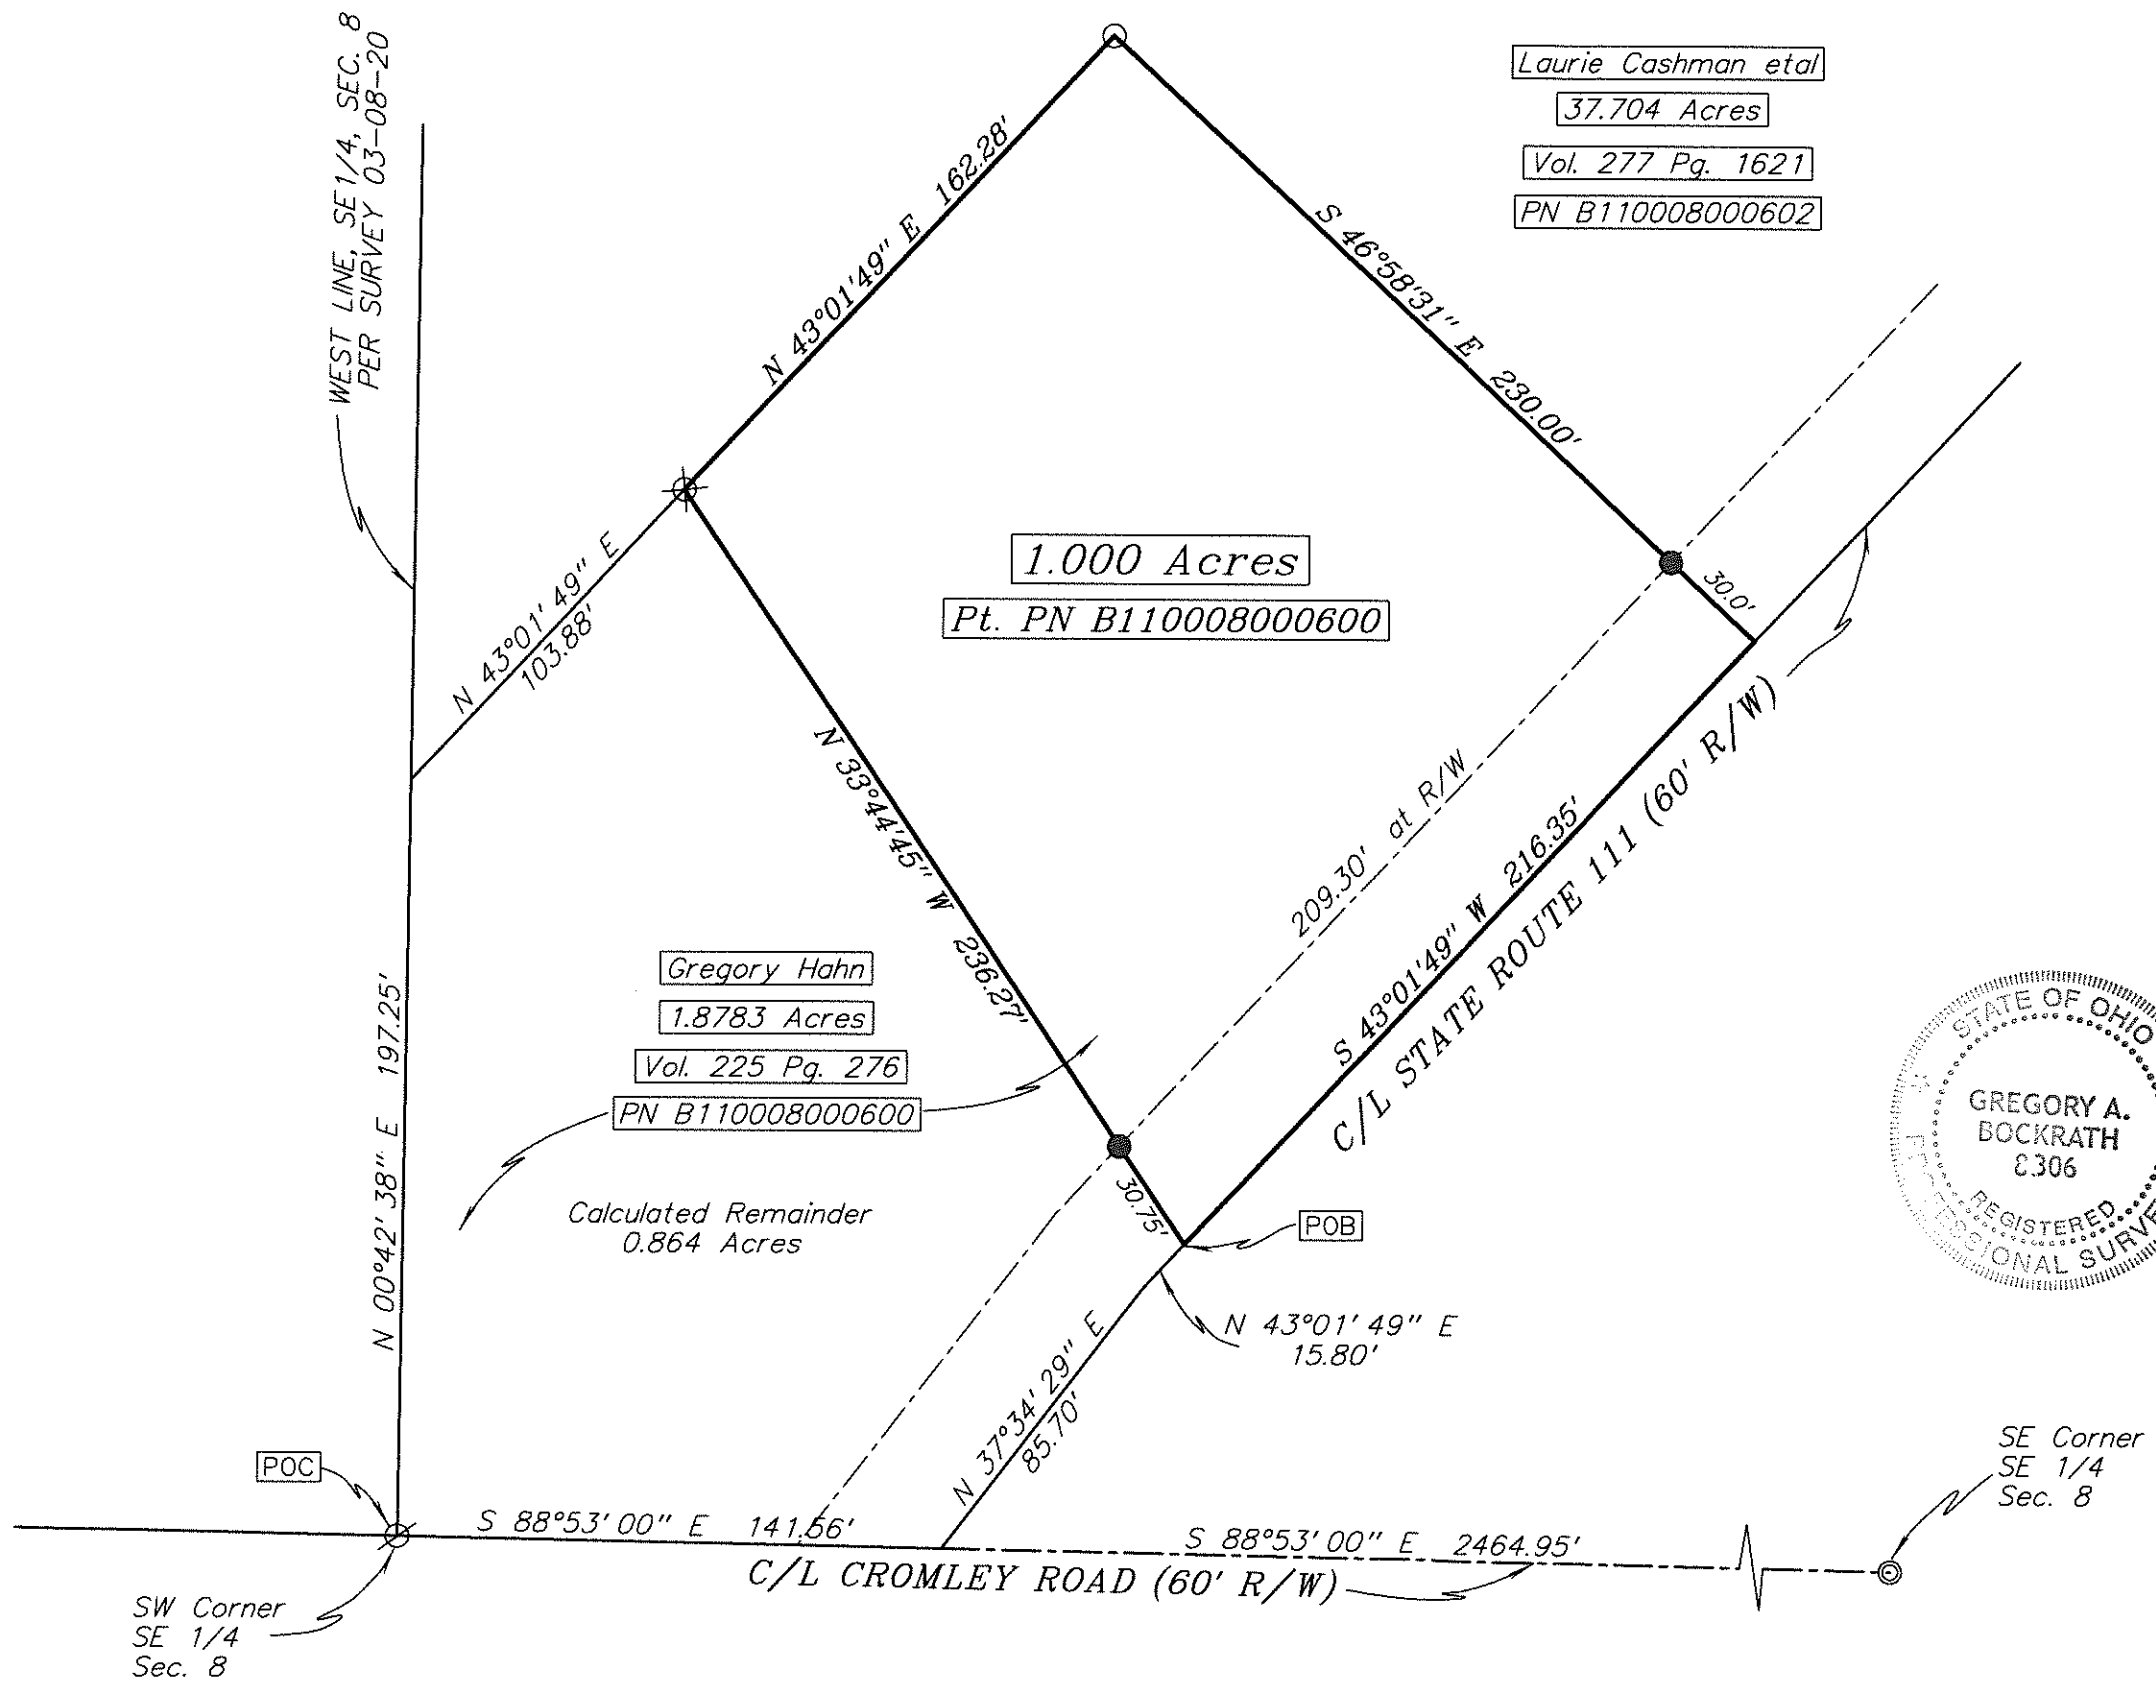 WEST LINE, SE1/4, SEC. 8
PER SURVEY 03-08-20
Laurie Cashman etal
37.704 Acres
Vol. 277 Pg. 1621
PN B110008000602
N 43°01'49" E 162.28'
S 46°58'31" E 230.00'
30.0'
N 43°01'49" E
103.88'
1.000 Acres
Pt. PN B110008000600
N 33°44'45" W 236.27'
30.75'
209.30' at R/W
S 43°01'49" W 216.35'
C/L STATE ROUTE 111 (60' R/W)
Gregory Hahn
1.8783 Acres
Vol. 225 Pg. 276
PN B110008000600
Calculated Remainder
0.864 Acres
N 00°42'38" E 197.25'
POB
N 43°01'49" E
15.80'
N 37°34'29" E
85.70'
STATE OF OHIO
GREGORY A.
BOCKRATH
8306
REGISTERED
PROFESSIONAL
POC
S 88°53'00" E 141.56'
S 88°53'00" E 2464.95'
C/L CROMLEY ROAD (60' R/W)
SE Corner
SE 1/4
Sec. 8
SW Corner
SE 1/4
Sec. 8